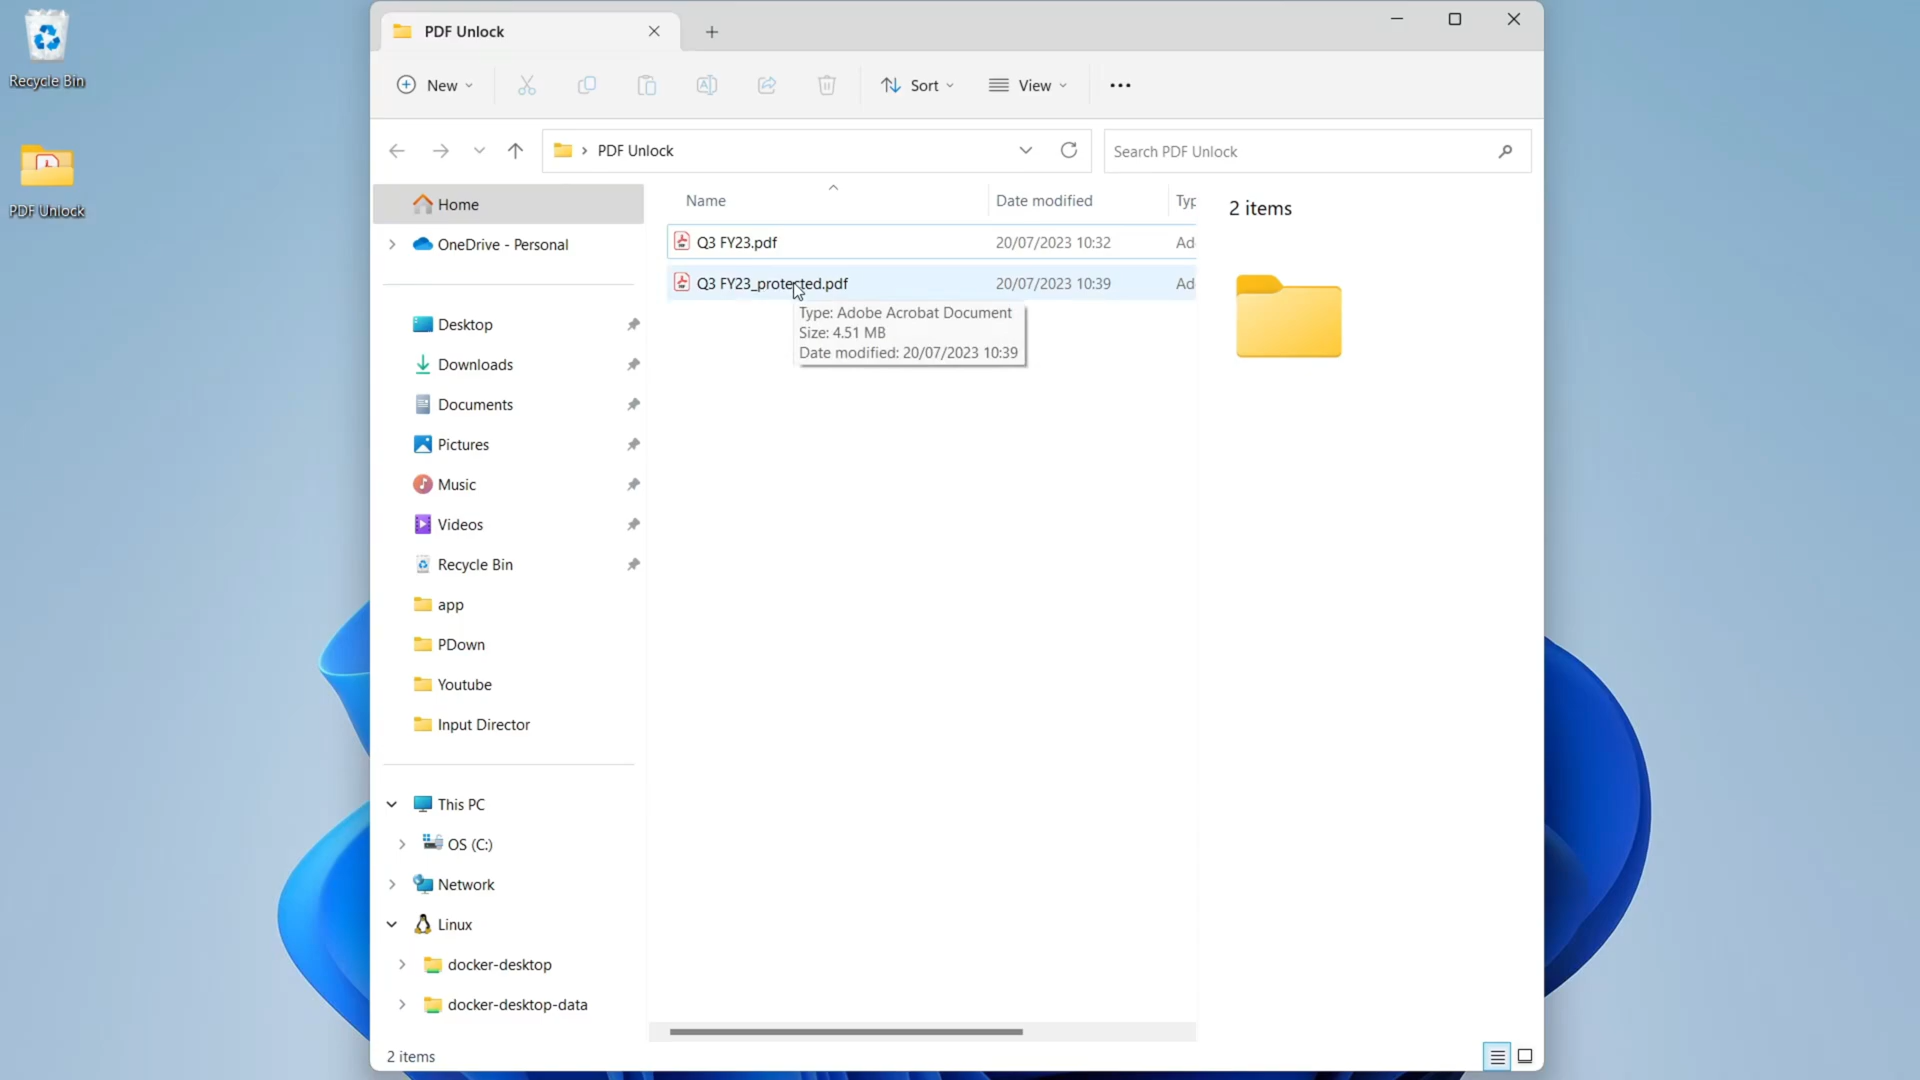 Recycle Bin
PDF Unlock
PDF Unlock
New
Sort
View
PDF Unlock
Search PDF Unlock
Home
OneDrive - Personal
Desktop
Downloads
Documents
Pictures
Music
Videos
Recycle Bin
app
PDown
Youtube
Input Director
This PC
OS (C:)
Network
Linux
docker-desktop
docker-desktop-data
Name Date modified Typ
Q3 FY23.pdf 20/07/2023 10:32 Ad
Q3 FY23_protected.pdf 20/07/2023 10:39 Ad
Type: Adobe Acrobat Document
Size: 4.51 MB
Date modified: 20/07/2023 10:39
2 items
2 items